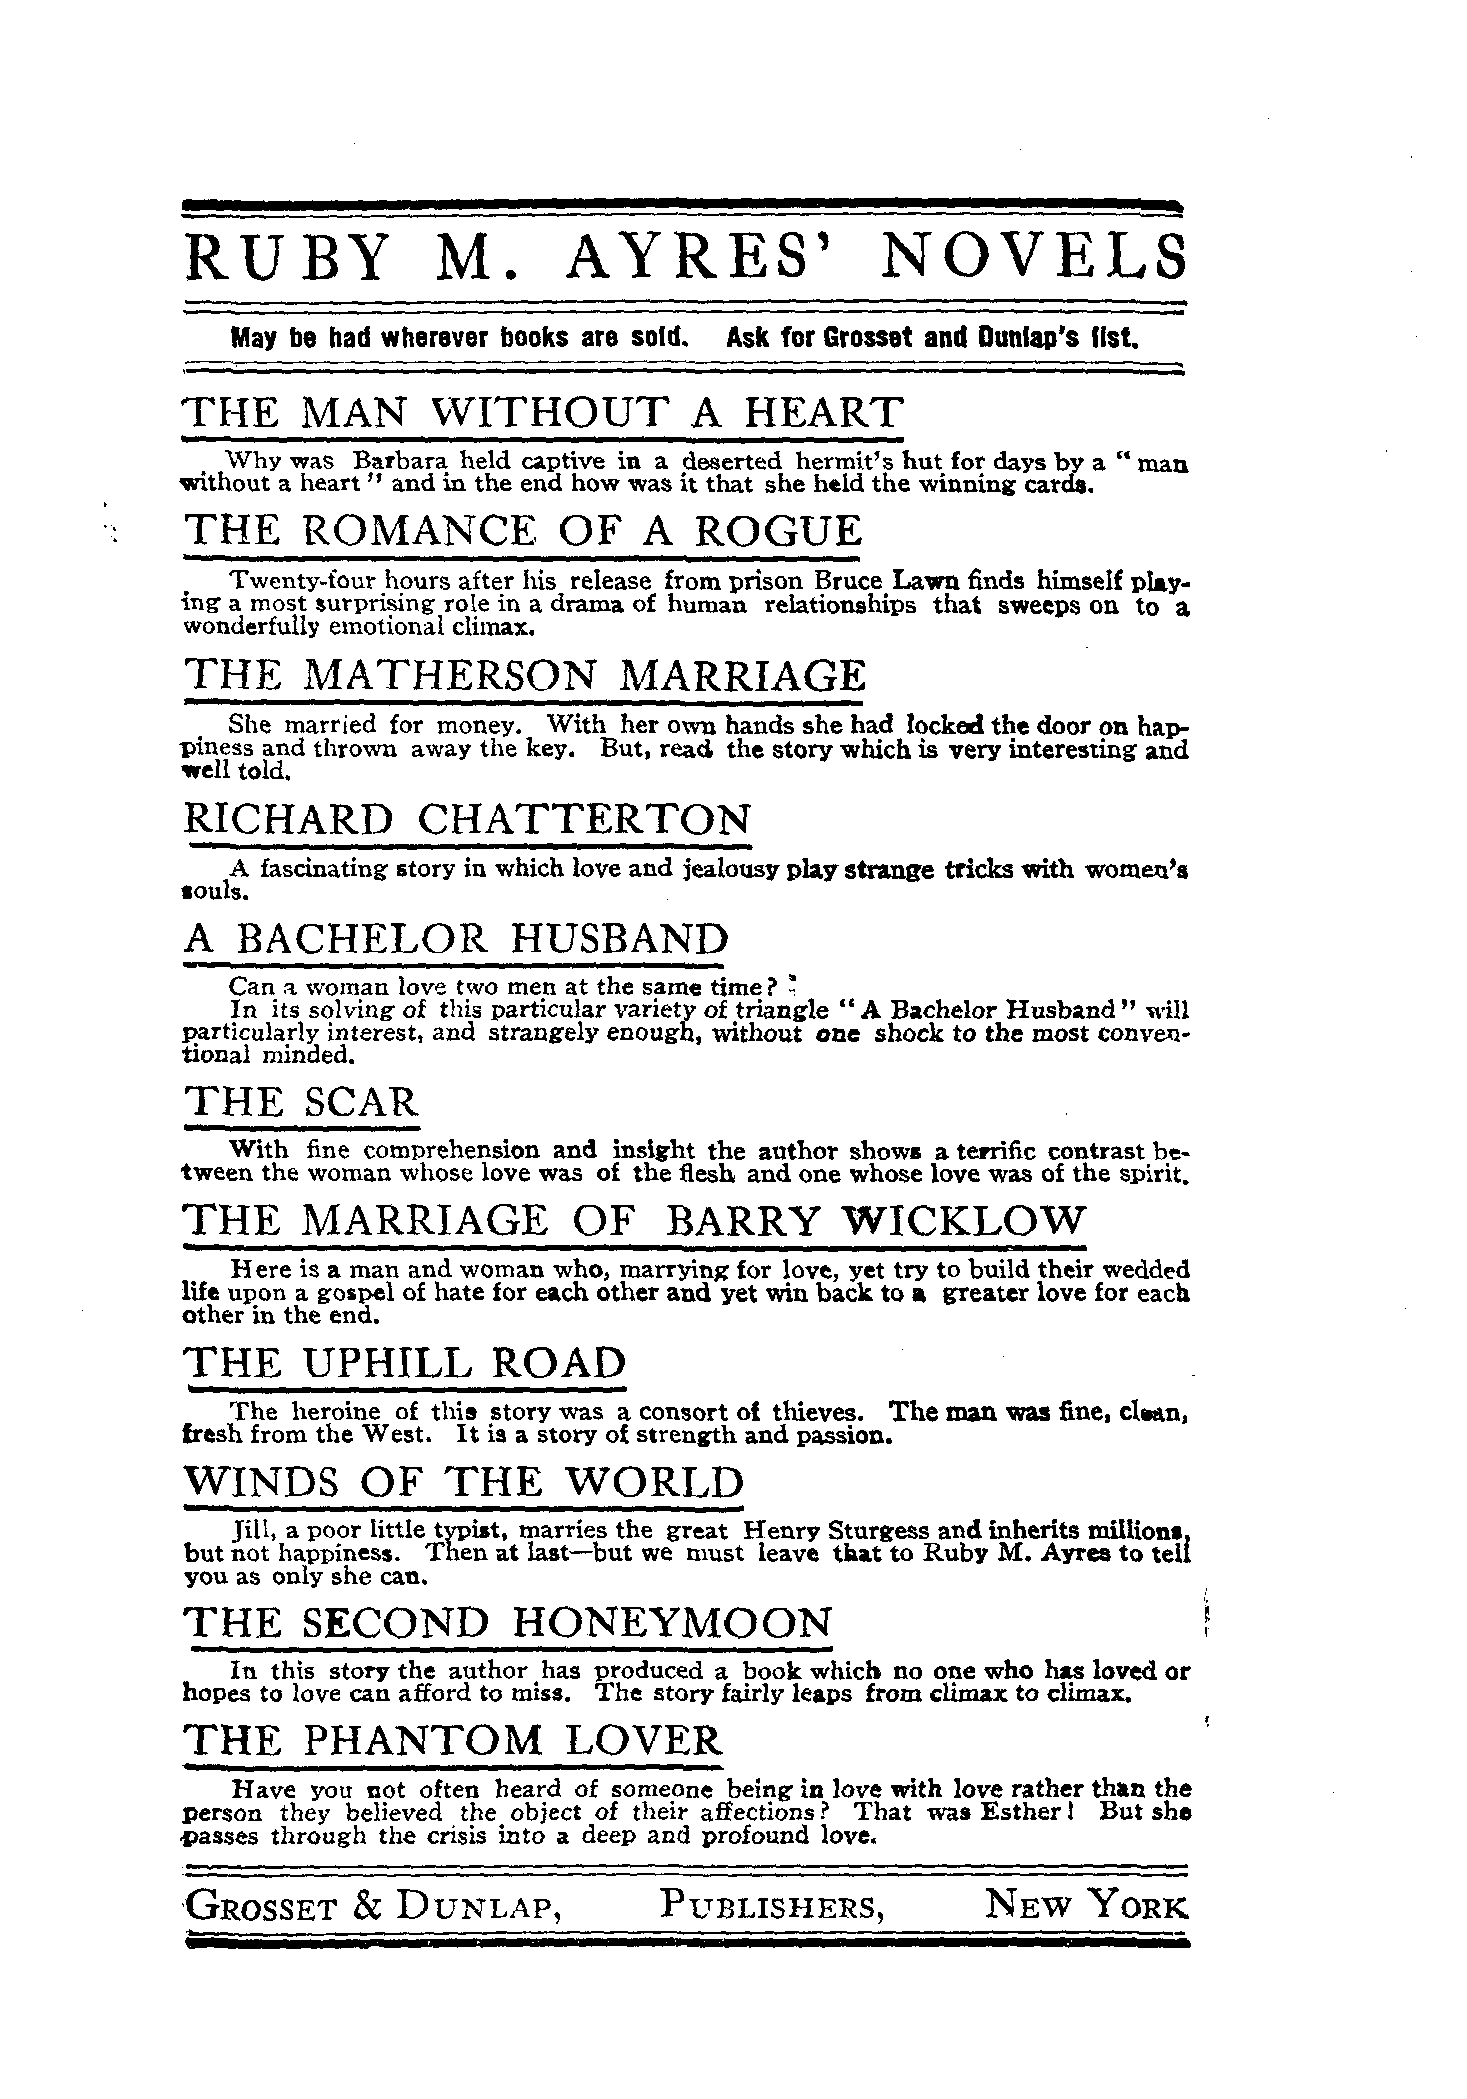 RUBY M. AYRES' NOVELS
May be had wherever books are sold. Ask for Grosset and Dunlap's list.
THE MAN WITHOUT A HEART
Why was Barbara held captive in a deserted hermit's hut for days by a "man
without a heart" and in the end how was it that she held the winning cards.
THE ROMANCE OF A ROGUE
Twenty-four hours after his release from prison Bruce Lawn finds himself play-
ing a most surprising role in a drama of human relationships that sweeps on to a
wonderfully emotional climax.
THE MATHERSON MARRIAGE
She married for money. With her own hands she had locked the door on hap-
piness and thrown away the key. But, read the story which is very interesting and
well told.
RICHARD CHATTERTON
A fascinating story in which love and jealousy play strange tricks with women's
souls.
A BACHELOR HUSBAND
Can a woman love two men at the same time?
In its solving of this particular variety of triangle "A Bachelor Husband" will
particularly interest, and strangely enough, without one shock to the most conven-
tional minded.
THE SCAR
With fine comprehension and insight the author shows a terrific contrast be-
tween the woman whose love was of the flesh and one whose love was of the spirit.
THE MARRIAGE OF BARRY WICKLOW
Here is a man and woman who, marrying for love, yet try to build their wedded
life upon a gospel of hate for each other and yet win back to a greater love for each
other in the end.
THE UPHILL ROAD
The heroine of this story was a consort of thieves. The man was fine, clean,
fresh from the West. It is a story of strength and passion.
WINDS OF THE WORLD
Jill, a poor little typist, marries the great Henry Sturgess and inherits millions,
but not happiness. Then at last—but we must leave that to Ruby M. Ayres to tell
you as only she can.
THE SECOND HONEYMOON
In this story the author has produced a book which no one who has loved or
hopes to love can afford to miss. The story fairly leaps from climax to climax.
THE PHANTOM LOVER
Have you not often heard of someone being in love with love rather than the
person they believed the object of their affections? That was Esther! But she
passes through the crisis into a deep and profound love.
GROSSET & DUNLAP, PUBLISHERS, NEW YORK